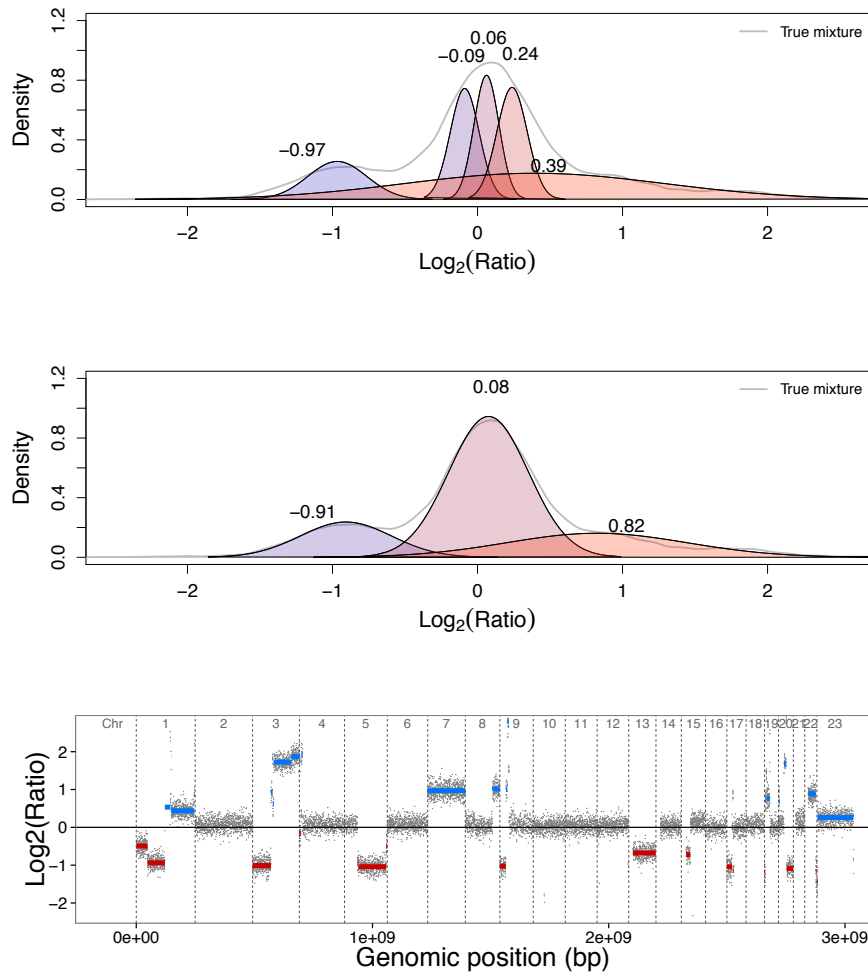 1.2
0.8
0.4
0.0
Density
0.06
−0.09
0.24
−0.97
0.39
True mixture
−2 −1 0 1 2
Log2(Ratio)
1.2
0.8
0.4
0.0
Density
0.08
−0.91
0.82
True mixture
−2 −1 0 1 2
Log2(Ratio)
Chr 1 2 3 4 5 6 7 8 9 10 11 12 13 14 15 16 17 18 19 20 21 22 23
2
1
0
−1
−2
Log2(Ratio)
0e+00 1e+09 2e+09 3e+09
Genomic position (bp)